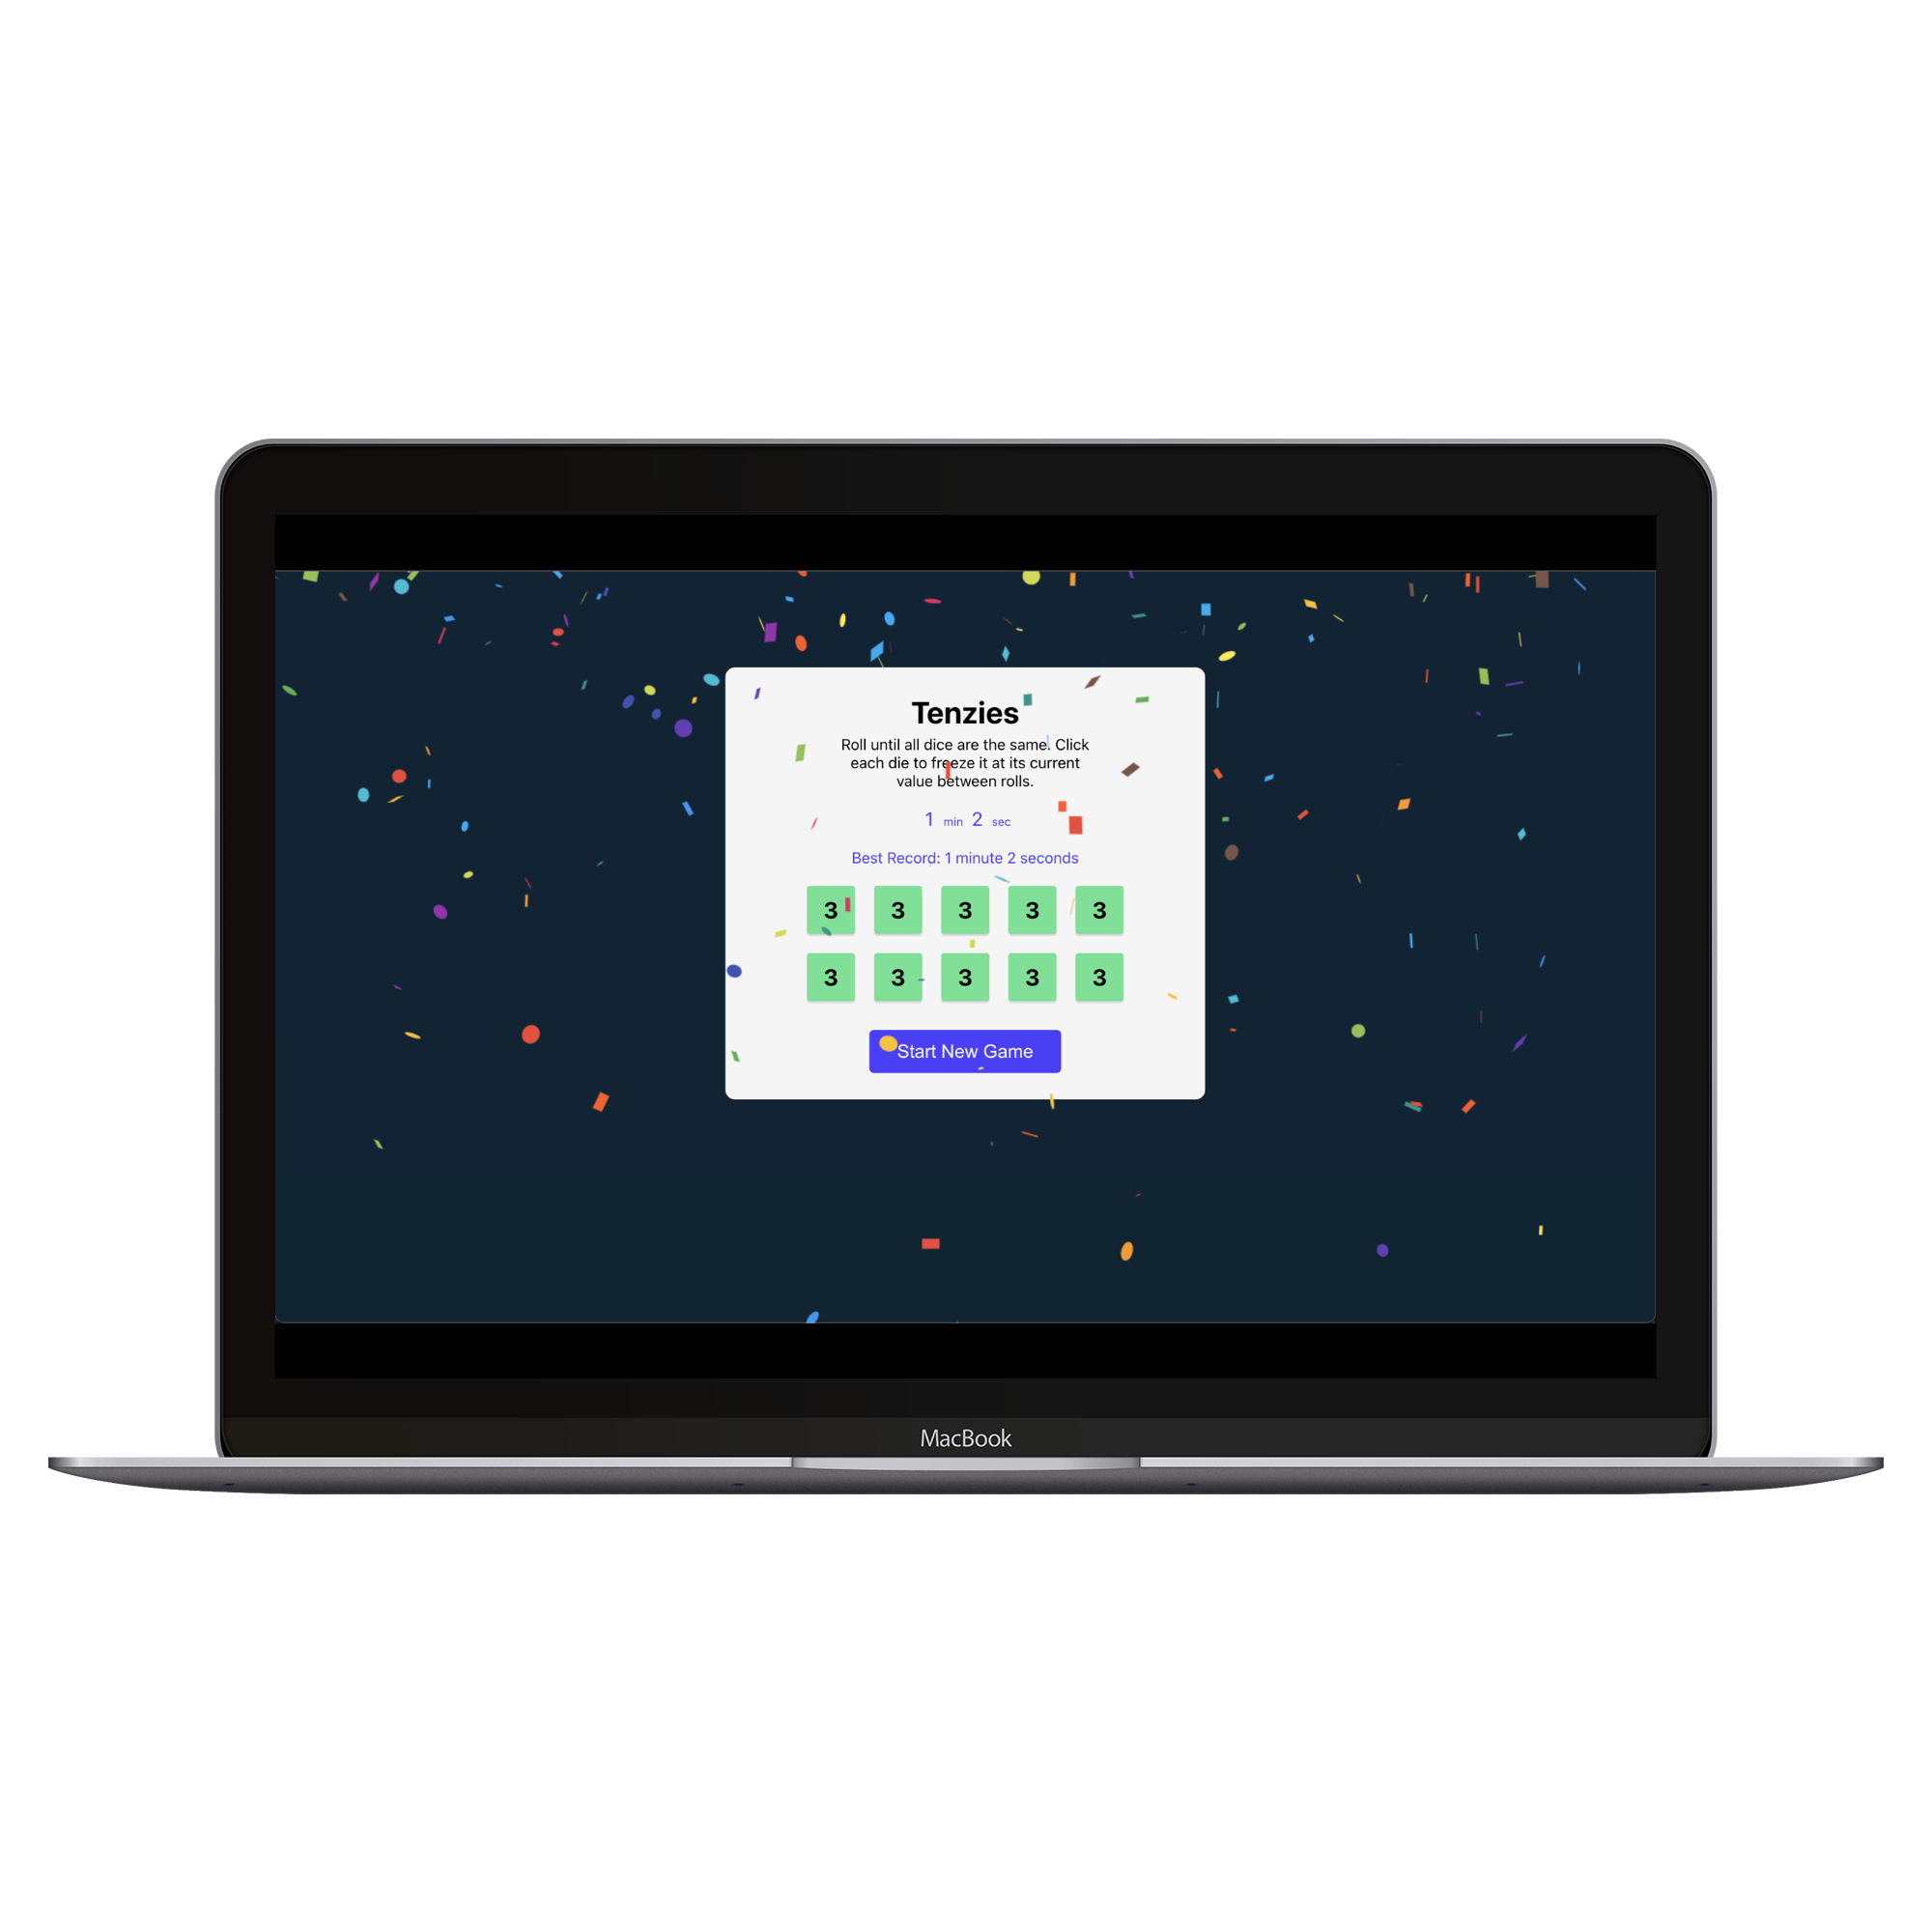 Tenzies
Roll until all dice are the same. Click
each die to freeze it at its current
value between rolls.
1 min 2 sec
Best Record: 1 minute 2 seconds
3 3 3 3 3
3 3 3 3 3
Start New Game
MacBook